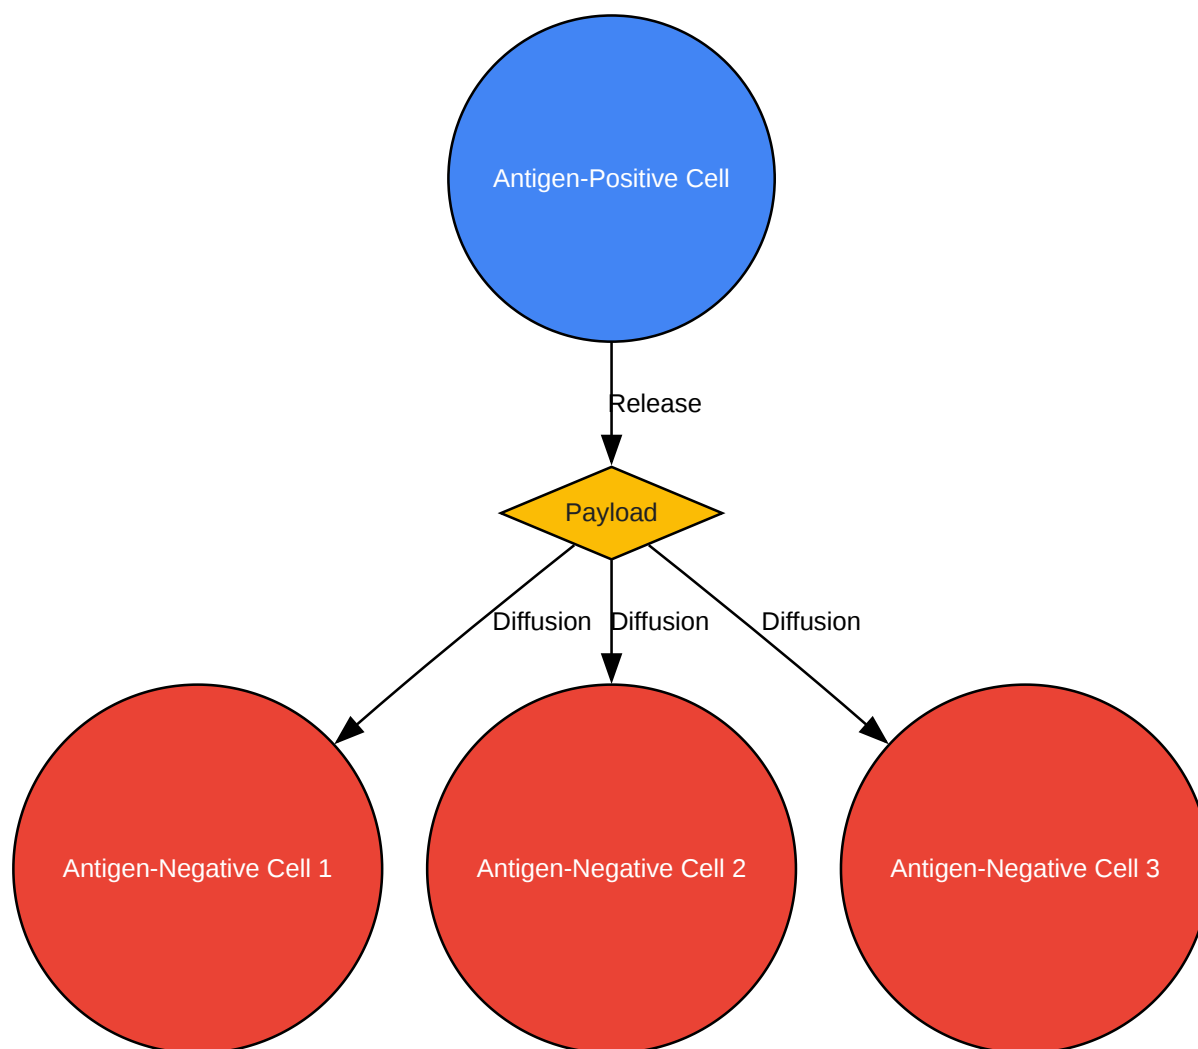 Antigen-Positive Cell
Release
Payload
Diffusion
Diffusion
Diffusion
Antigen-Negative Cell 1
Antigen-Negative Cell 2
Antigen-Negative Cell 3